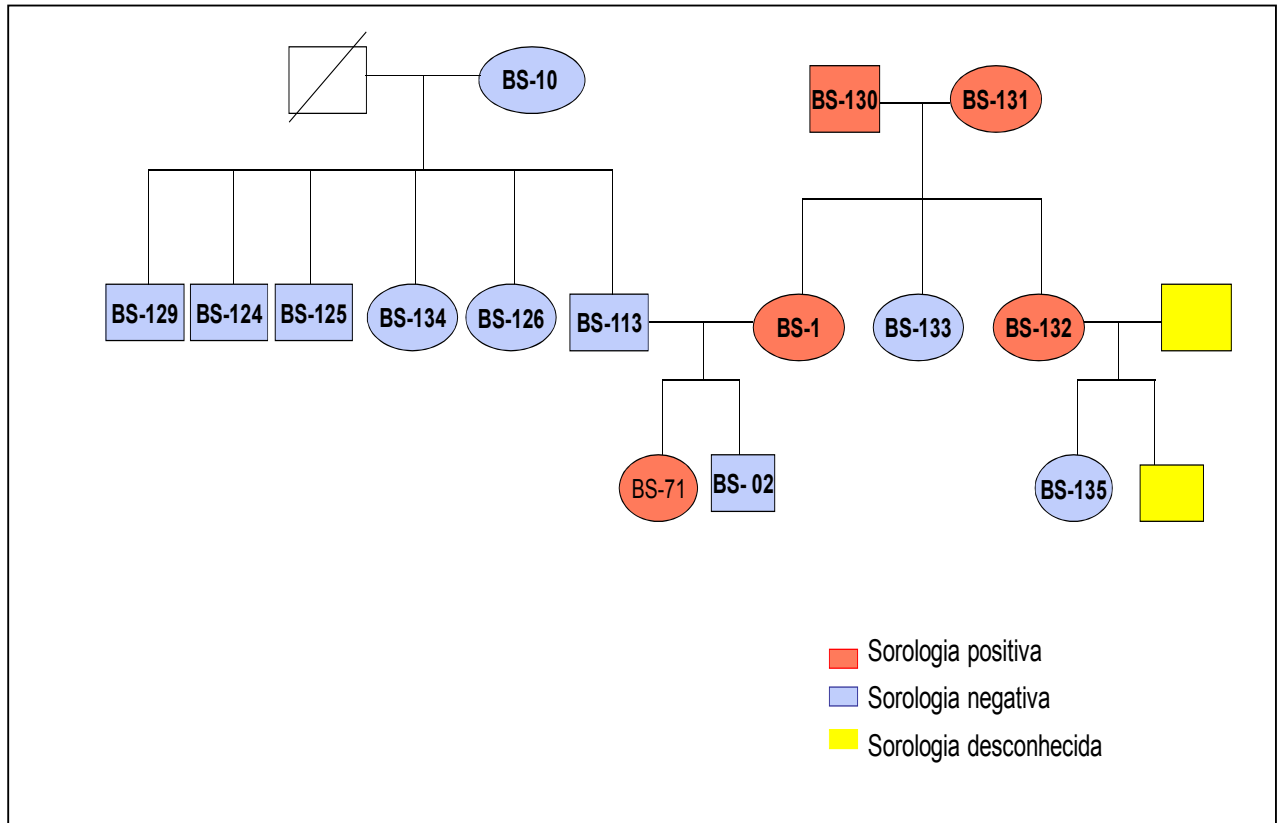 BS-10
BS-130
BS-131
BS-129
BS-124
BS-125
BS-134
BS-126
BS-113
BS-1
BS-133
BS-132
BS-71
BS- 02
BS-135
Sorologia positiva
Sorologia negativa
Sorologia desconhecida